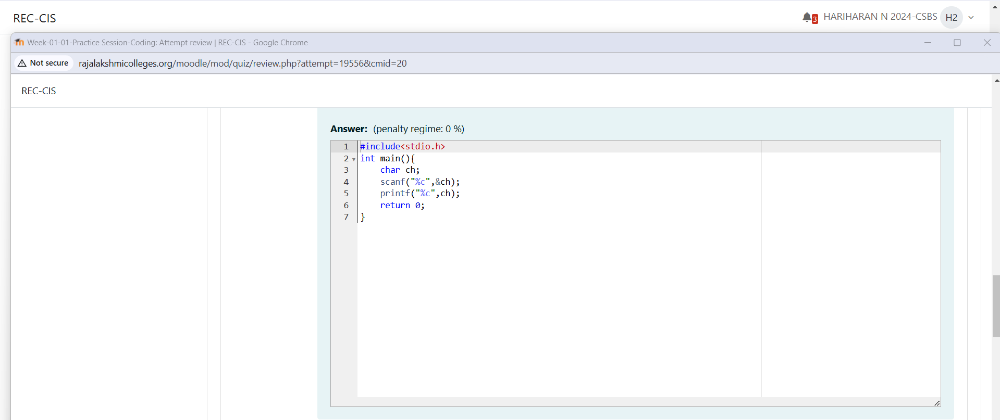 REC-CIS
3 HARIHARAN N 2024-CSBS H2
Week-01-01-Practice Session-Coding: Attempt review | REC-CIS - Google Chrome
Not secure rajalakshmicolleges.org/moodle/mod/quiz/review.php?attempt=19556&cmid=20
REC-CIS
Answer: (penalty regime: 0 %)
1 #include<stdio.h>
2 int main(){
3 char ch;
4 scanf("%c",&ch);
5 printf("%c",ch);
6 return 0;
7 }